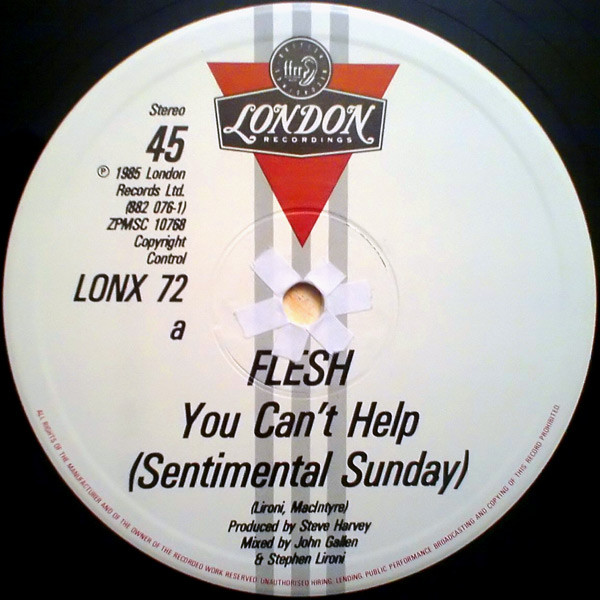 ffrr
LONDON
RECORDINGS
Stereo
45
℗ 1985 London
Records Ltd.
(882 076-1)
ZPMSC 10768
Copyright
Control
LONX 72
a
FLESH
You Can't Help
(Sentimental Sunday)
(Lironi, MacIntyre)
Produced by Steve Harvey
Mixed by John Gallen
& Stephen Lironi
ALL RIGHTS OF THE MANUFACTURER AND OF THE OWNER OF THE RECORDED WORK RESERVED. UNAUTHORISED HIRING, LENDING, PUBLIC PERFORMANCE, BROADCASTING AND COPYING OF THIS RECORD PROHIBITED.